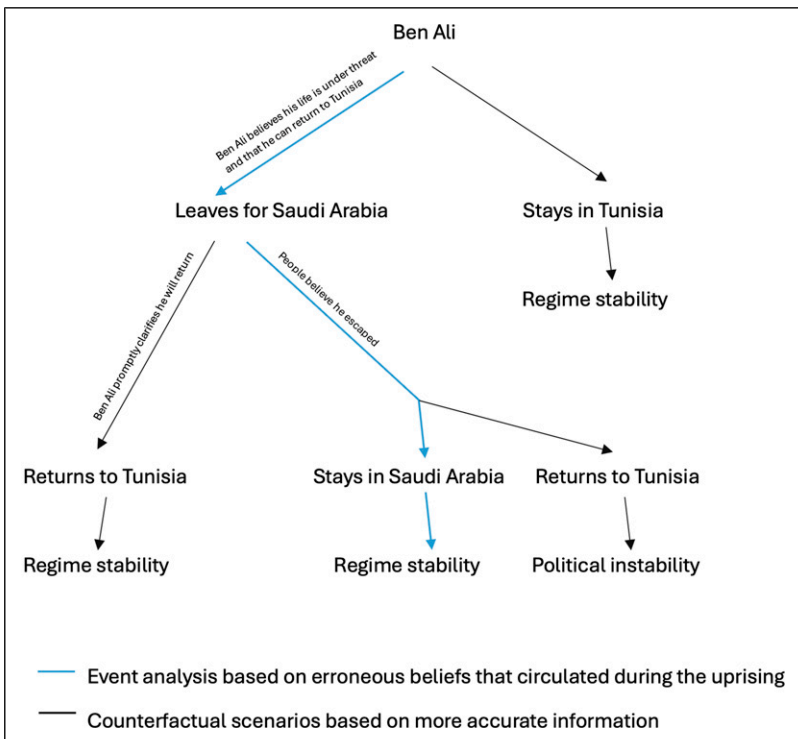 Ben Ali
Ben Ali believes his life is under threat
and that he can return to Tunisia
Leaves for Saudi Arabia
Stays in Tunisia
Regime stability
Ben Ali promptly clarifies he will return
People believe he escaped
Returns to Tunisia
Stays in Saudi Arabia
Returns to Tunisia
Regime stability
Regime stability
Political instability
Event analysis based on erroneous beliefs that circulated during the uprising
Counterfactual scenarios based on more accurate information